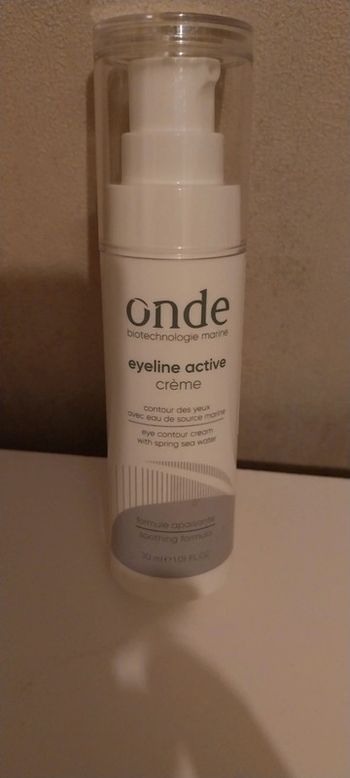 onde
biotechnologie marine
eyeline active
crème
contour des yeux
avec eau de source marine
eye contour cream
with spring sea water
formule apaisante
soothing formula
30 ml e 1.01 FL.OZ